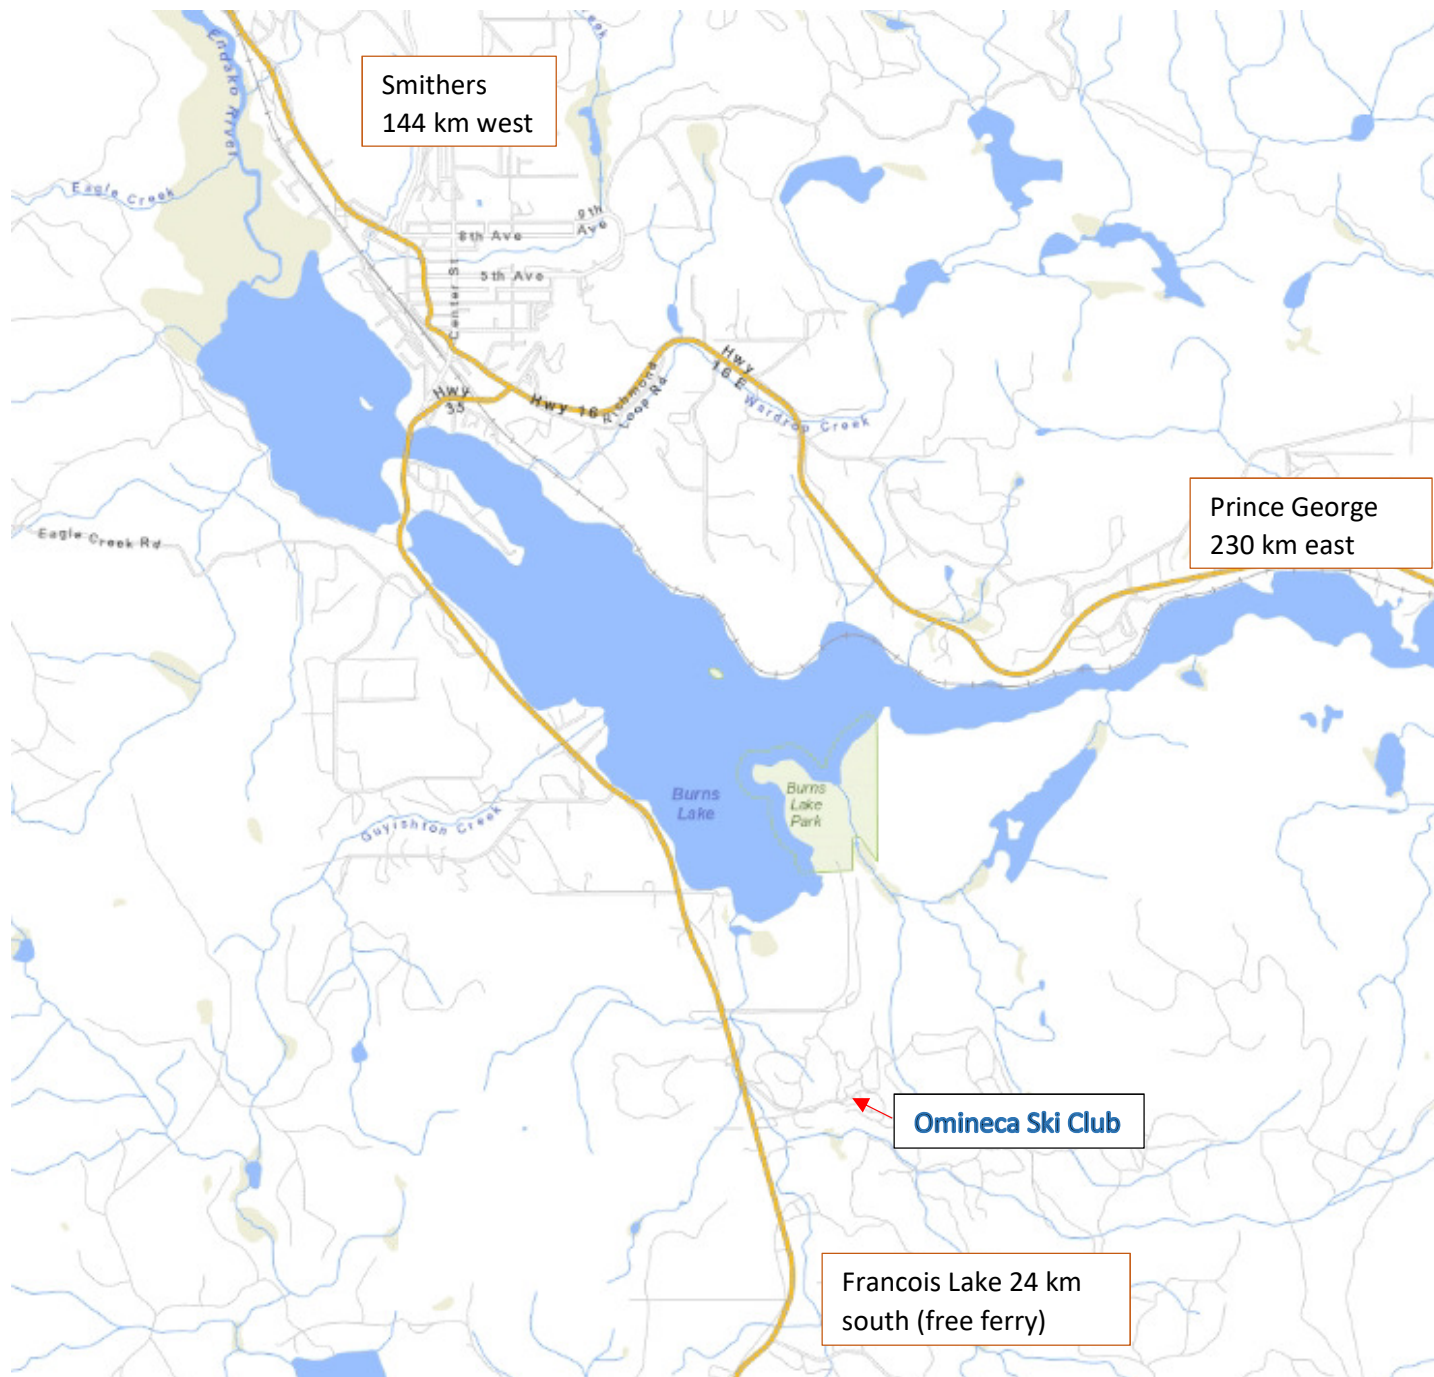 Endako River
Creek
Smithers
144 km west
Eagle Creek
9th
Ave
8th Ave
5th Ave
Center St
Hwy
16 E
Hwy
35
Hwy 16
Richmond
Loop Rd
Wardrop Creek
Prince George
230 km east
Eagle Creek Rd
Burns
Lake
Burns
Lake
Park
Guyishton Creek
Omineca Ski Club
Francois Lake 24 km
south (free ferry)